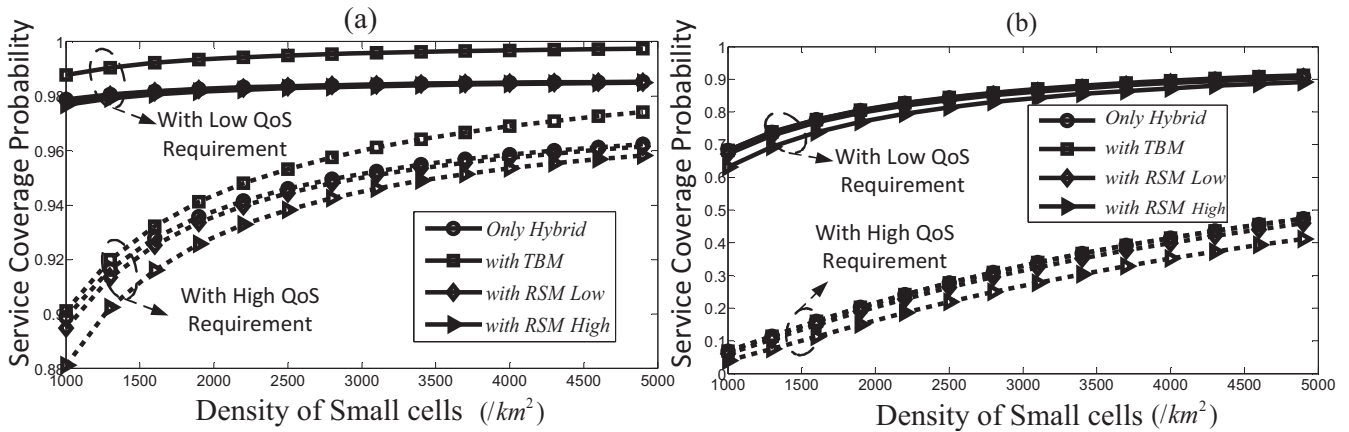 (a)
Service Coverage Probability
1
0.98
0.96
0.94
0.92
0.9
0.88
With Low QoS
Requirement
With High QoS
Requirement
Only Hybrid
with TBM
with RSM Low
with RSM High
1000 1500 2000 2500 3000 3500 4000 4500 5000
Density of Small cells (/km²)
(b)
Service Coverage Probability
1
0.9
0.8
0.7
0.6
0.5
0.4
0.3
0.2
0.1
0
With Low QoS
Requirement
With High QoS
Requirement
Only Hybrid
with TBM
with RSM Low
with RSM High
1000 1500 2000 2500 3000 3500 4000 4500 5000
Density of Small cells (/km²)